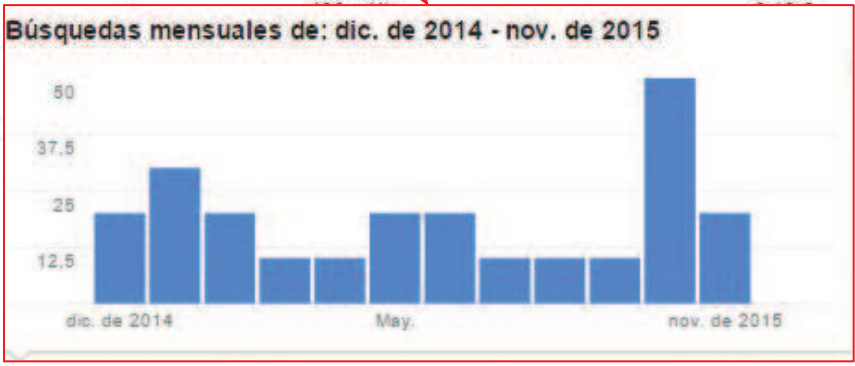 Búsquedas mensuales de: dic. de 2014 - nov. de 2015
50
37,5
25
12,5
dic. de 2014 May. nov. de 2015